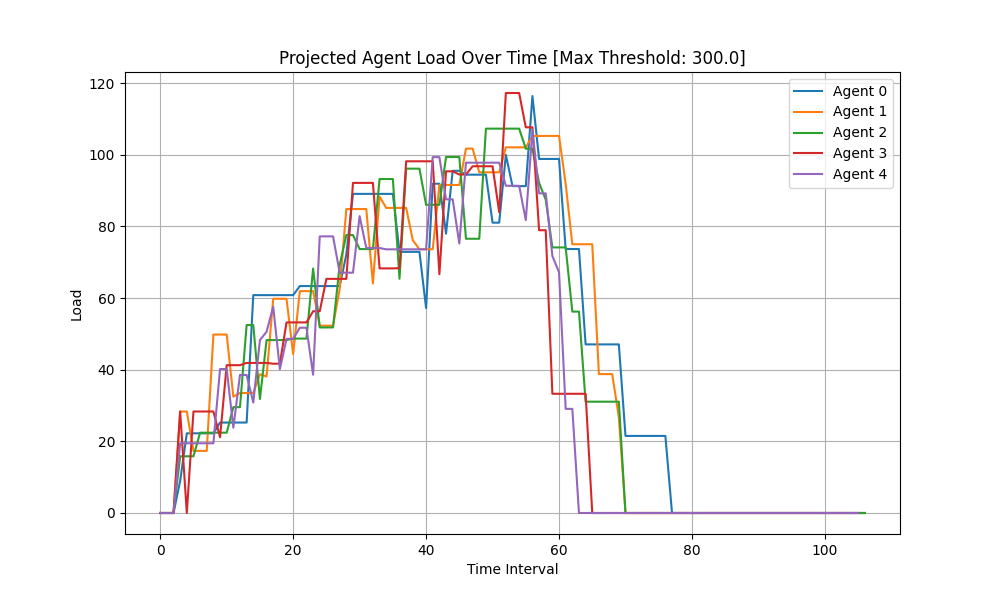 Projected Agent Load Over Time [Max Threshold: 300.0]
120
100
80
60
40
20
0
Load
0 20 40 60 80 100
Time Interval
Agent 0
Agent 1
Agent 2
Agent 3
Agent 4